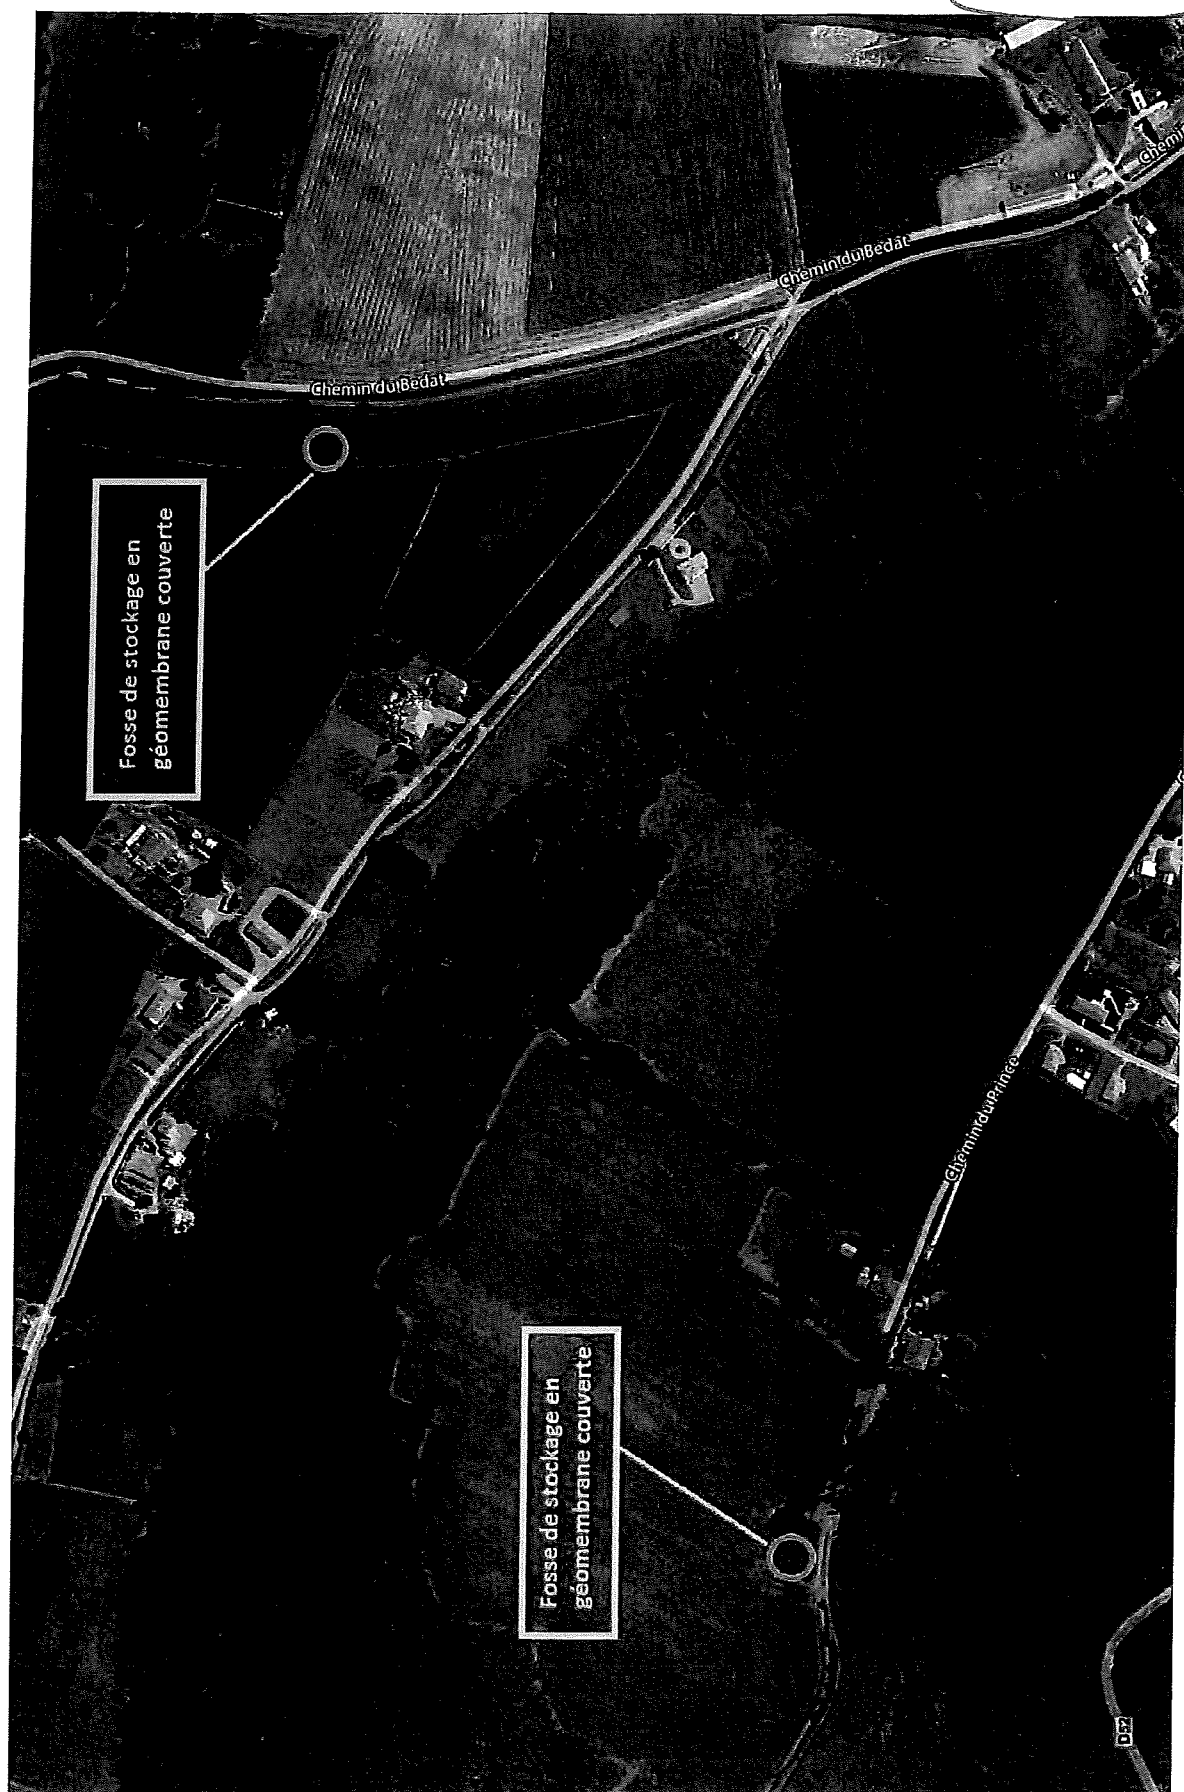 Chemin
Chemin du Bedat
Chemin du Bedat
Fosse de stockage en
géomembrane couverte
Chemin du Prince
Fosse de stockage en
géomembrane couverte